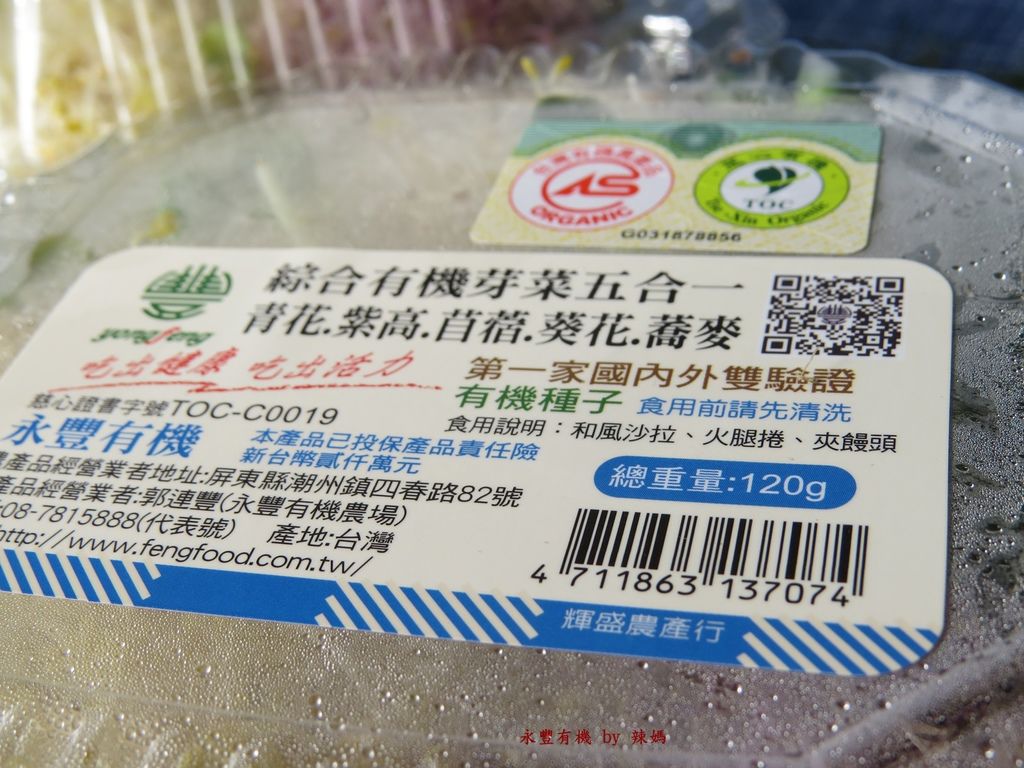 ORGANIC
TOC
Tse-Xin Organic
G031878856
綜合有機芽菜五合一
青花.紫高.苜蓿.葵花.蕎麥
吃出健康 吃出活力
第一家國內外雙驗證
有機種子 食用前請先清洗
慈心證書字號TOC-C0019
食用說明：和風沙拉、火腿捲、夾饅頭
永豐有機
本產品已投保產品責任險
新台幣貳仟萬元
總重量:120g
產品經營業者地址:屏東縣潮州鎮四春路82號
產品經營業者:郭連豐(永豐有機農場)
08-7815888(代表號) 產地:台灣
http://www.fengfood.com.tw/
4 711863 137074
輝盛農產行
永豐有機 by 辣媽